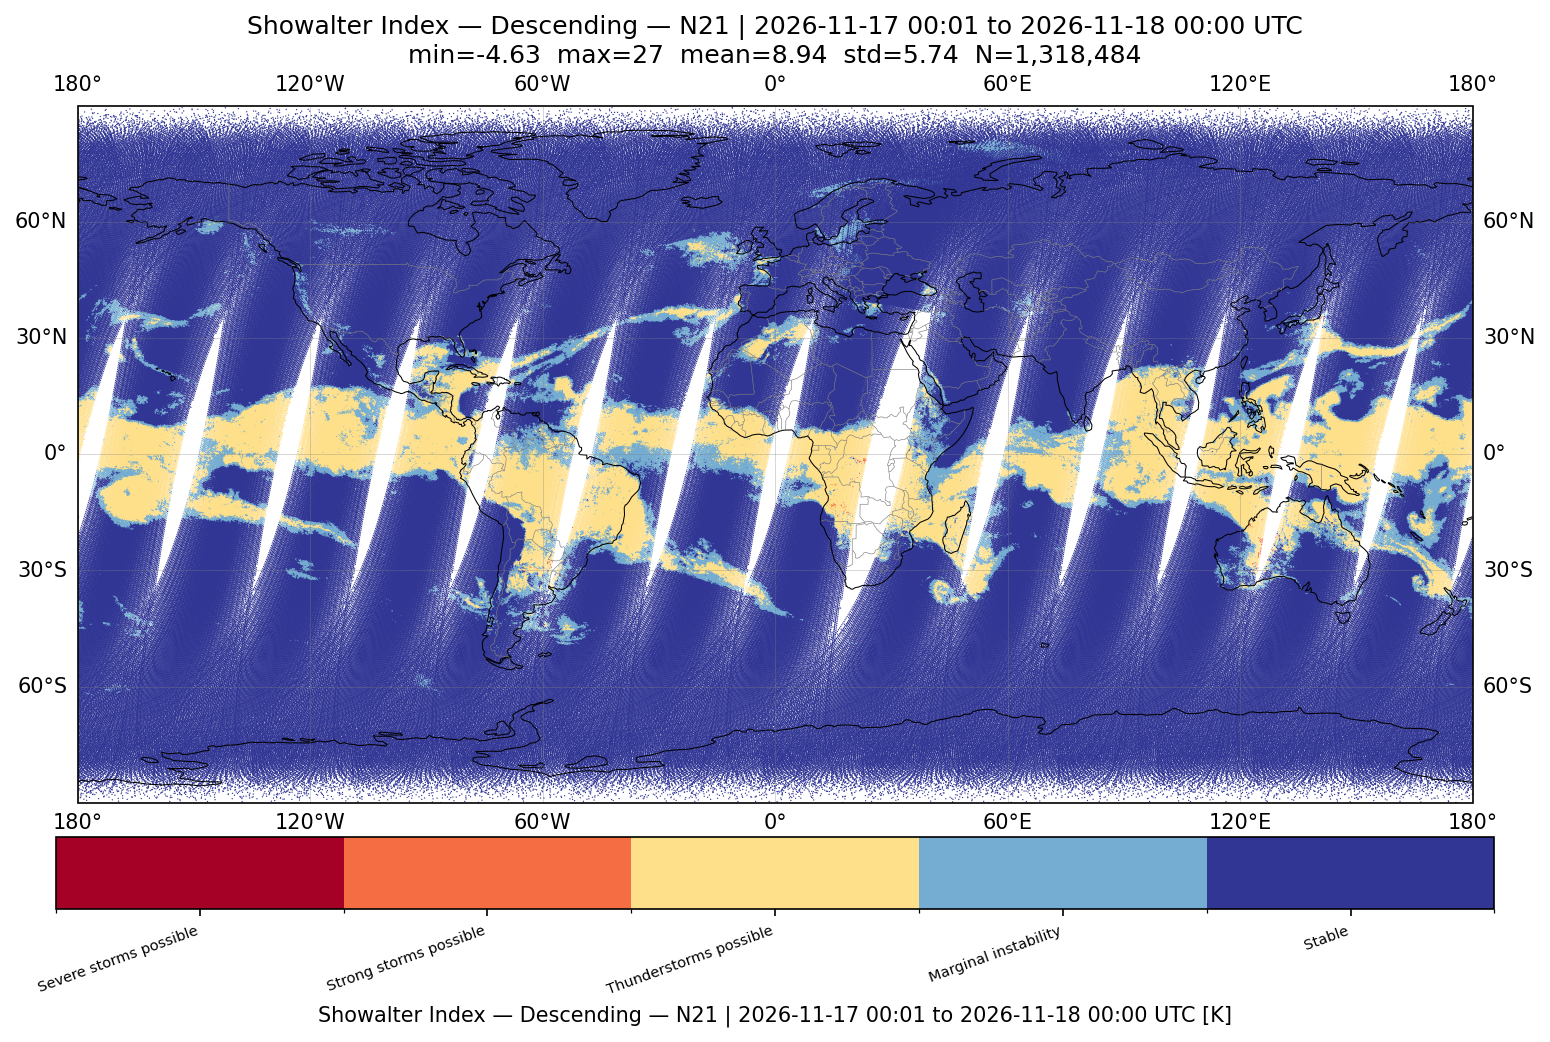 Showalter Index — Descending — N21 | 2026-11-17 00:01 to 2026-11-18 00:00 UTC
min=-4.63 max=27 mean=8.94 std=5.74 N=1,318,484
180° 120°W 60°W 0° 60°E 120°E 180°
60°N 60°N
30°N 30°N
0° 0°
30°S 30°S
60°S 60°S
180° 120°W 60°W 0° 60°E 120°E 180°
Severe storms possible
Strong storms possible
Thunderstorms possible
Marginal instability
Stable
Showalter Index — Descending — N21 | 2026-11-17 00:01 to 2026-11-18 00:00 UTC [K]